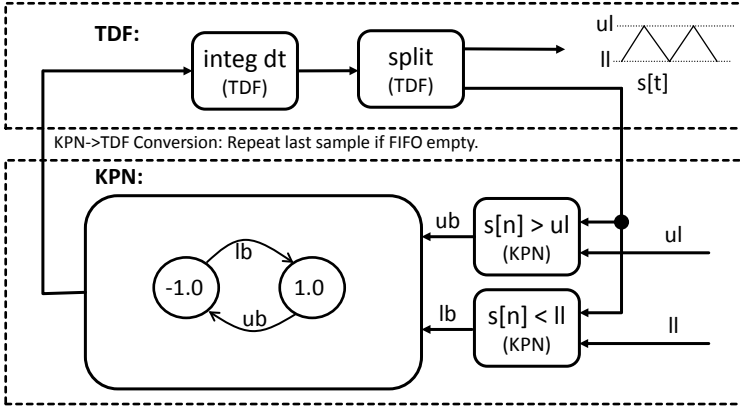 TDF:
integ dt
(TDF)
split
(TDF)
ul
ll
s[t]
KPN->TDF Conversion: Repeat last sample if FIFO empty.
KPN:
-1.0
lb
ub
1.0
ub
s[n] > ul
(KPN)
ul
lb
s[n] < ll
(KPN)
ll